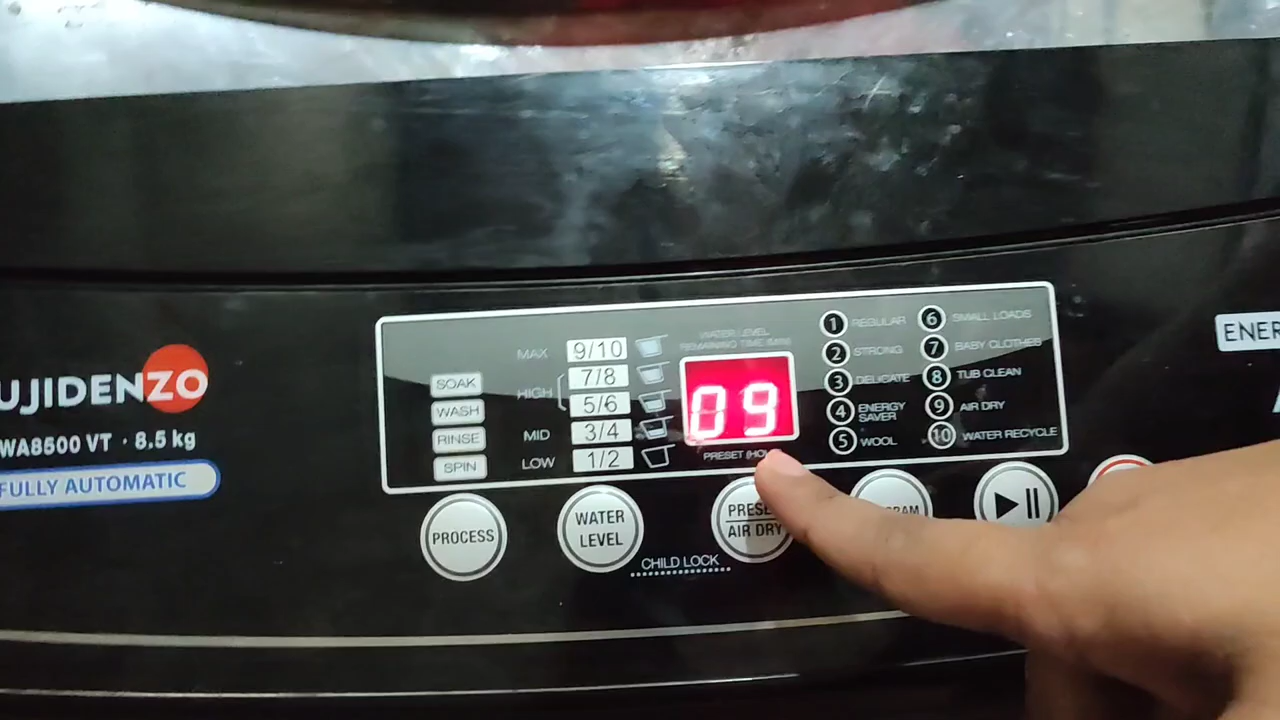 UJIDENZO
WA8500 VT · 8.5 kg
FULLY AUTOMATIC
SOAK
WASH
RINSE
SPIN
MAX 9/10
HIGH 7/8
5/6
MID 3/4
LOW 1/2
WATER LEVEL
REMAINING TIME (MIN)
09
PRESET (HOU
1 REGULAR
2 STRONG
3 DELICATE
4 ENERGY SAVER
5 WOOL
6 SMALL LOADS
7 BABY CLOTHES
8 TUB CLEAN
9 AIR DRY
10 WATER RECYCLE
PROCESS
WATER LEVEL
CHILD LOCK
PRESE
AIR DRY
GRAM
ENER